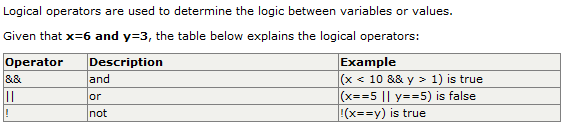 Logical operators are used to determine the logic between variables or values.
Given that x=6 and y=3, the table below explains the logical operators:
Operator Description Example
&& and (x < 10 && y > 1) is true
|| or (x==5 || y==5) is false
! not !(x==y) is true